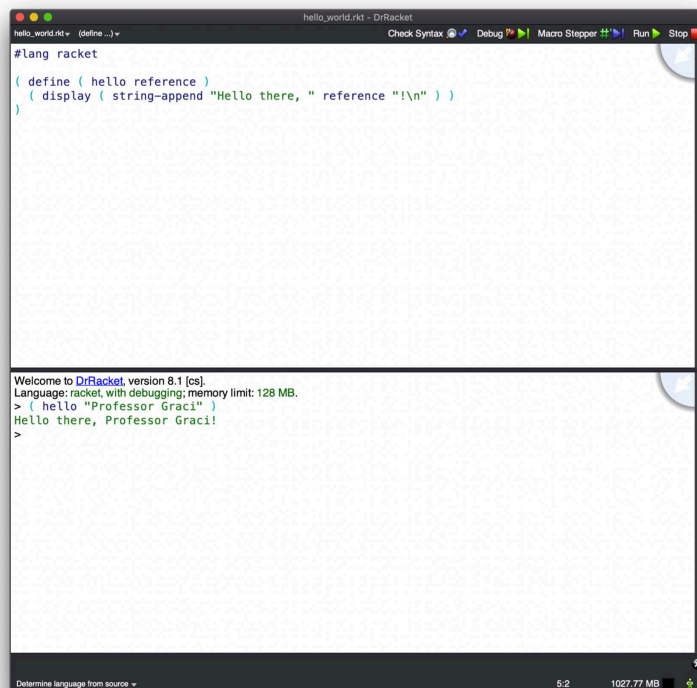 hello_world.rkt - DrRacket
hello_world.rkt (define ...) Check Syntax Debug Macro Stepper Run Stop
#lang racket
( define ( hello reference )
( display ( string-append "Hello there, " reference "!\n" ) )
)
Welcome to DrRacket, version 8.1 [cs].
Language: racket, with debugging; memory limit: 128 MB.
> ( hello "Professor Graci" )
Hello there, Professor Graci!
>
Determine language from source 5:2 1027.77 MB